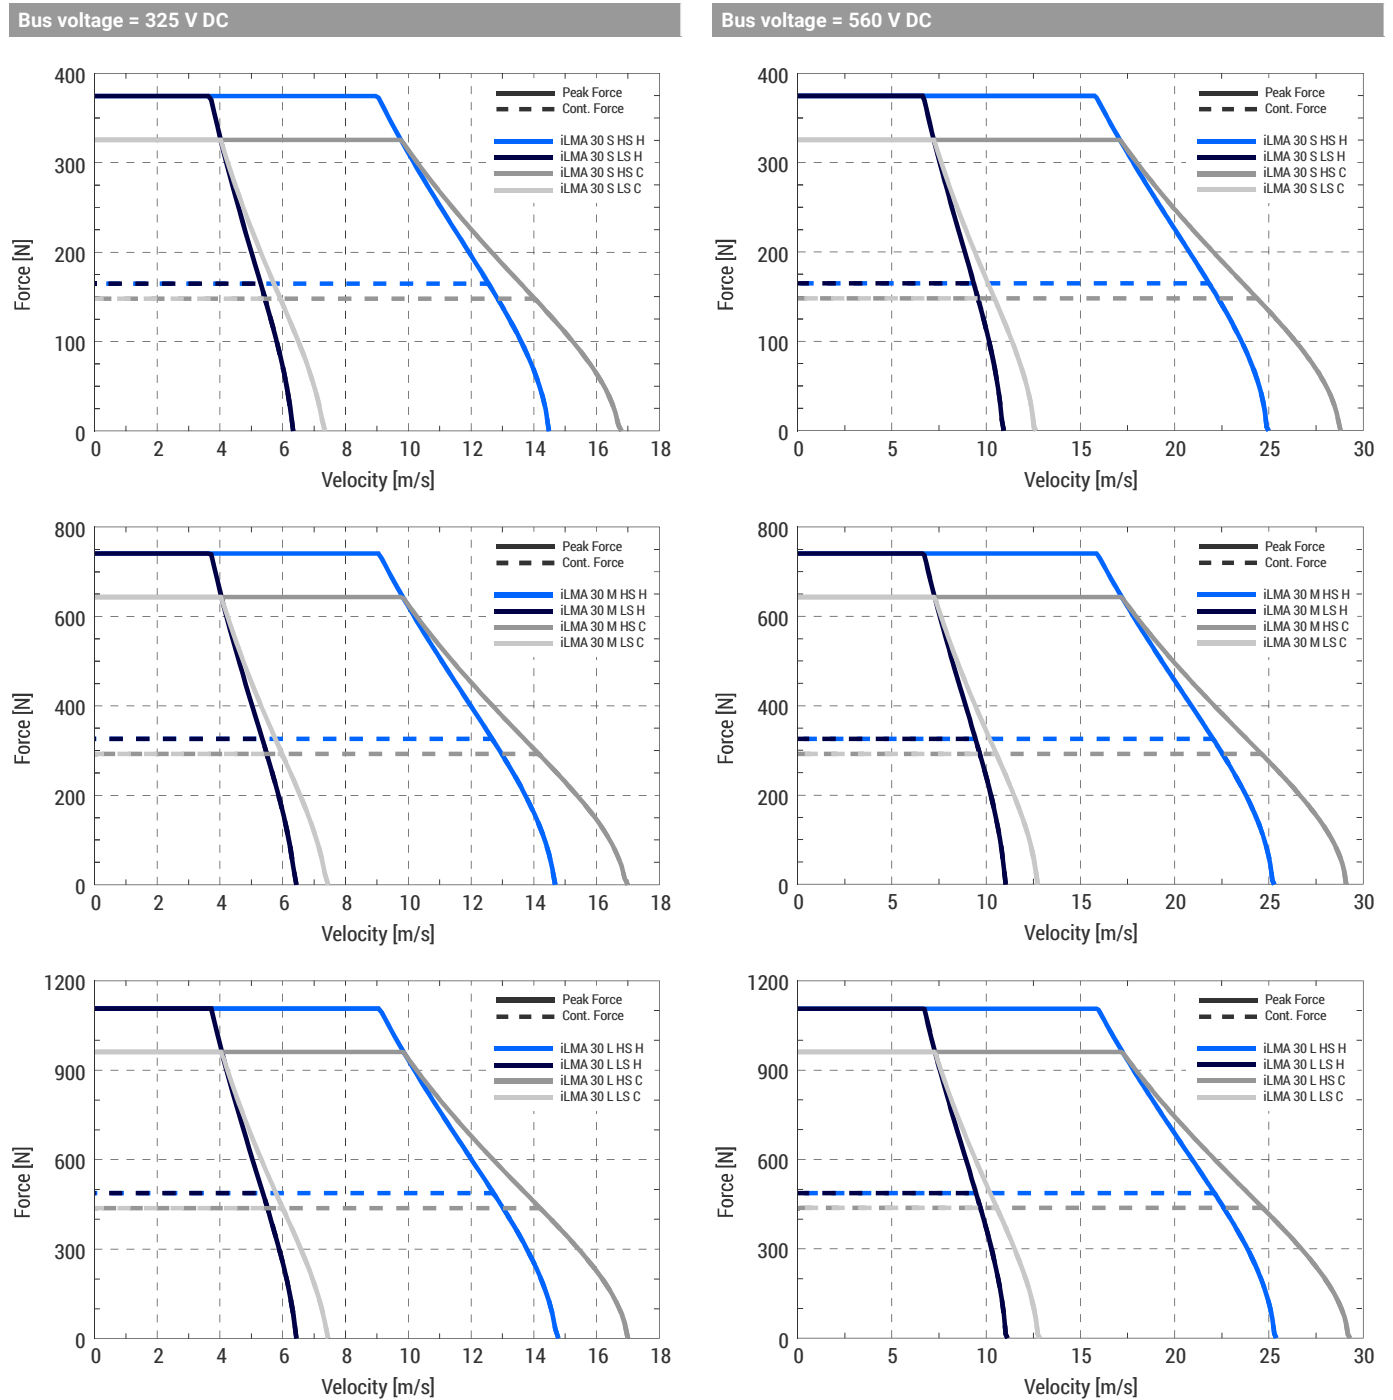 Bus voltage = 325 V DC
Bus voltage = 560 V DC
Force [N]
400
300
200
100
0
0 2 4 6 8 10 12 14 16 18
Velocity [m/s]
Peak Force
Cont. Force
iLMA 30 S HS H
iLMA 30 S LS H
iLMA 30 S HS C
iLMA 30 S LS C
Force [N]
400
300
200
100
0
0 5 10 15 20 25 30
Velocity [m/s]
Peak Force
Cont. Force
iLMA 30 S HS H
iLMA 30 S LS H
iLMA 30 S HS C
iLMA 30 S LS C
Force [N]
800
600
400
200
0
0 2 4 6 8 10 12 14 16 18
Velocity [m/s]
Peak Force
Cont. Force
iLMA 30 M HS H
iLMA 30 M LS H
iLMA 30 M HS C
iLMA 30 M LS C
Force [N]
800
600
400
200
0
0 5 10 15 20 25 30
Velocity [m/s]
Peak Force
Cont. Force
iLMA 30 M HS H
iLMA 30 M LS H
iLMA 30 M HS C
iLMA 30 M LS C
Force [N]
1200
900
600
300
0
0 2 4 6 8 10 12 14 16 18
Velocity [m/s]
Peak Force
Cont. Force
iLMA 30 L HS H
iLMA 30 L LS H
iLMA 30 L HS C
iLMA 30 L LS C
Force [N]
1200
900
600
300
0
0 5 10 15 20 25 30
Velocity [m/s]
Peak Force
Cont. Force
iLMA 30 L HS H
iLMA 30 L LS H
iLMA 30 L HS C
iLMA 30 L LS C